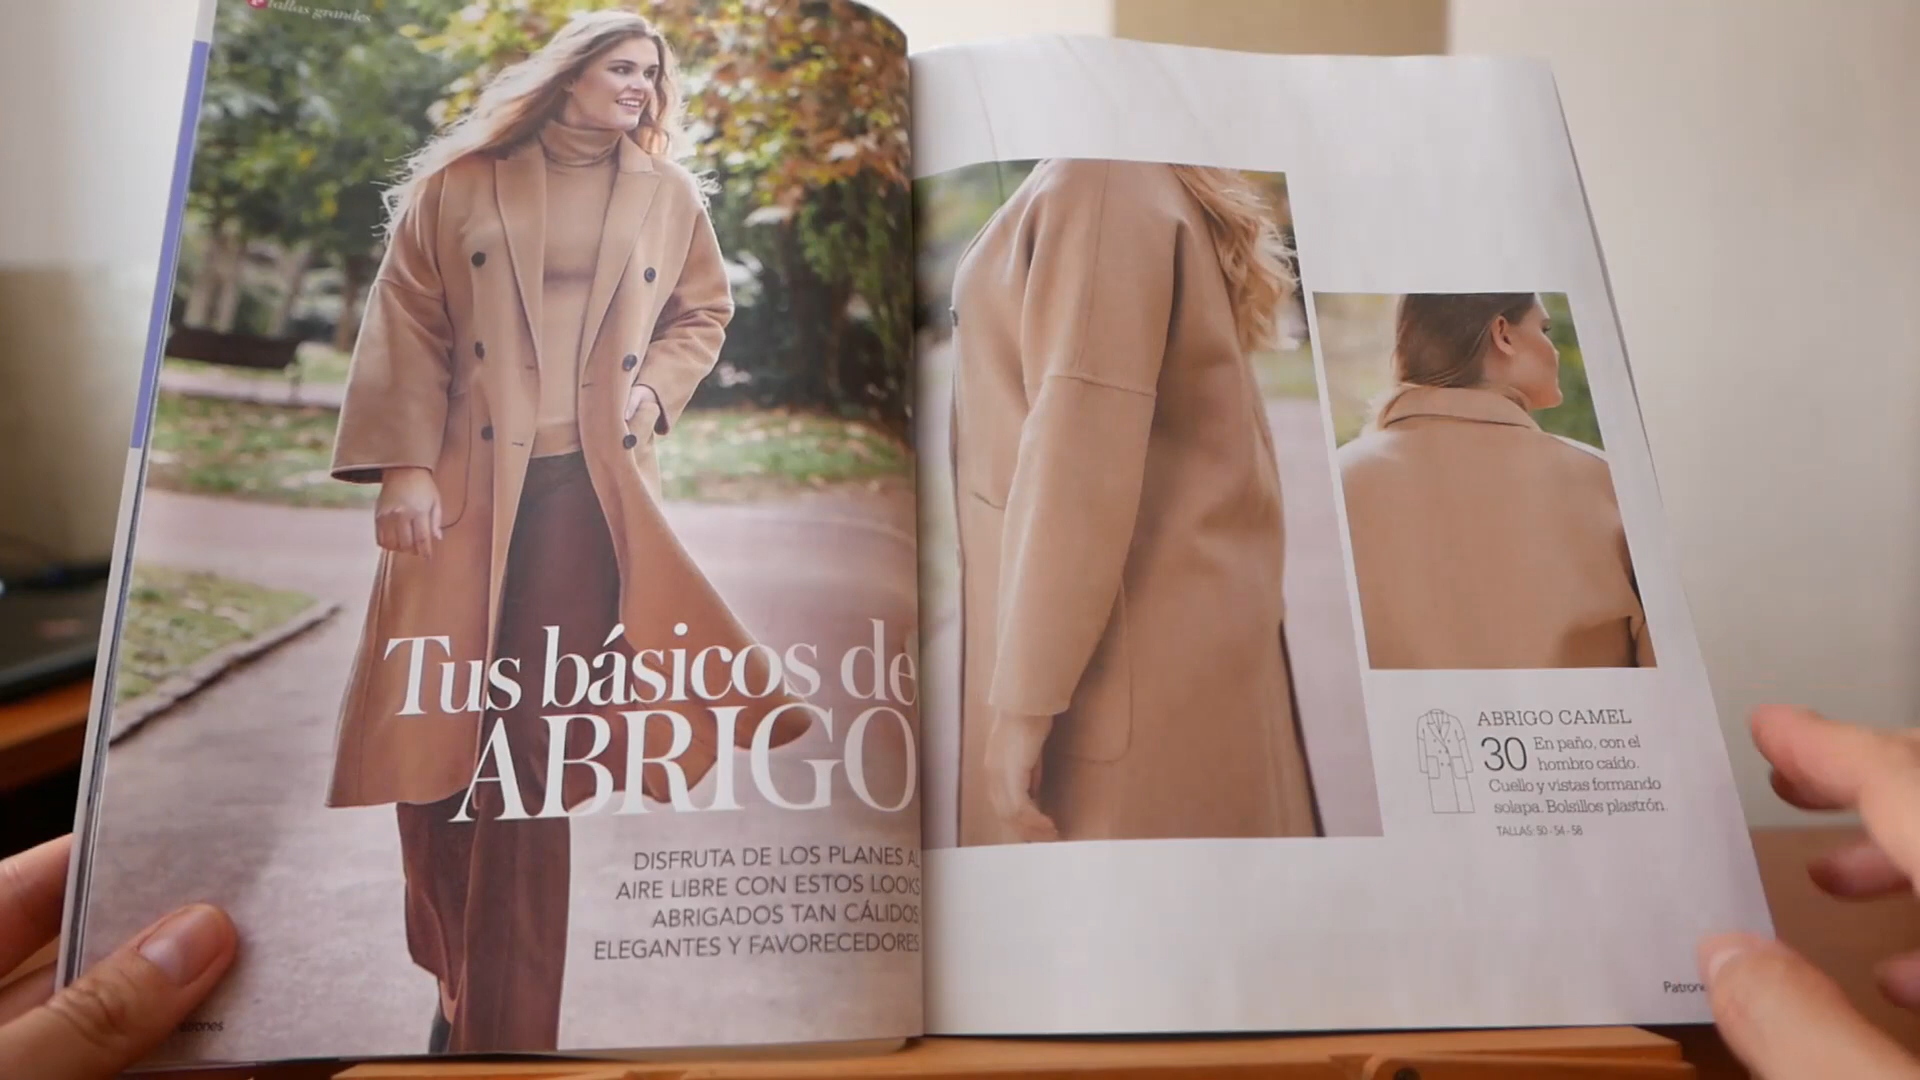 tallas grandes
Tus básicos de
ABRIGO
DISFRUTA DE LOS PLANES AL
AIRE LIBRE CON ESTOS LOOKS
ABRIGADOS TAN CÁLIDOS
ELEGANTES Y FAVORECEDORES
ABRIGO CAMEL
30 En paño, con el
hombro caído.
Cuello y vistas formando
solapa. Bolsillos plastrón.
TALLAS: 50 - 54 - 58